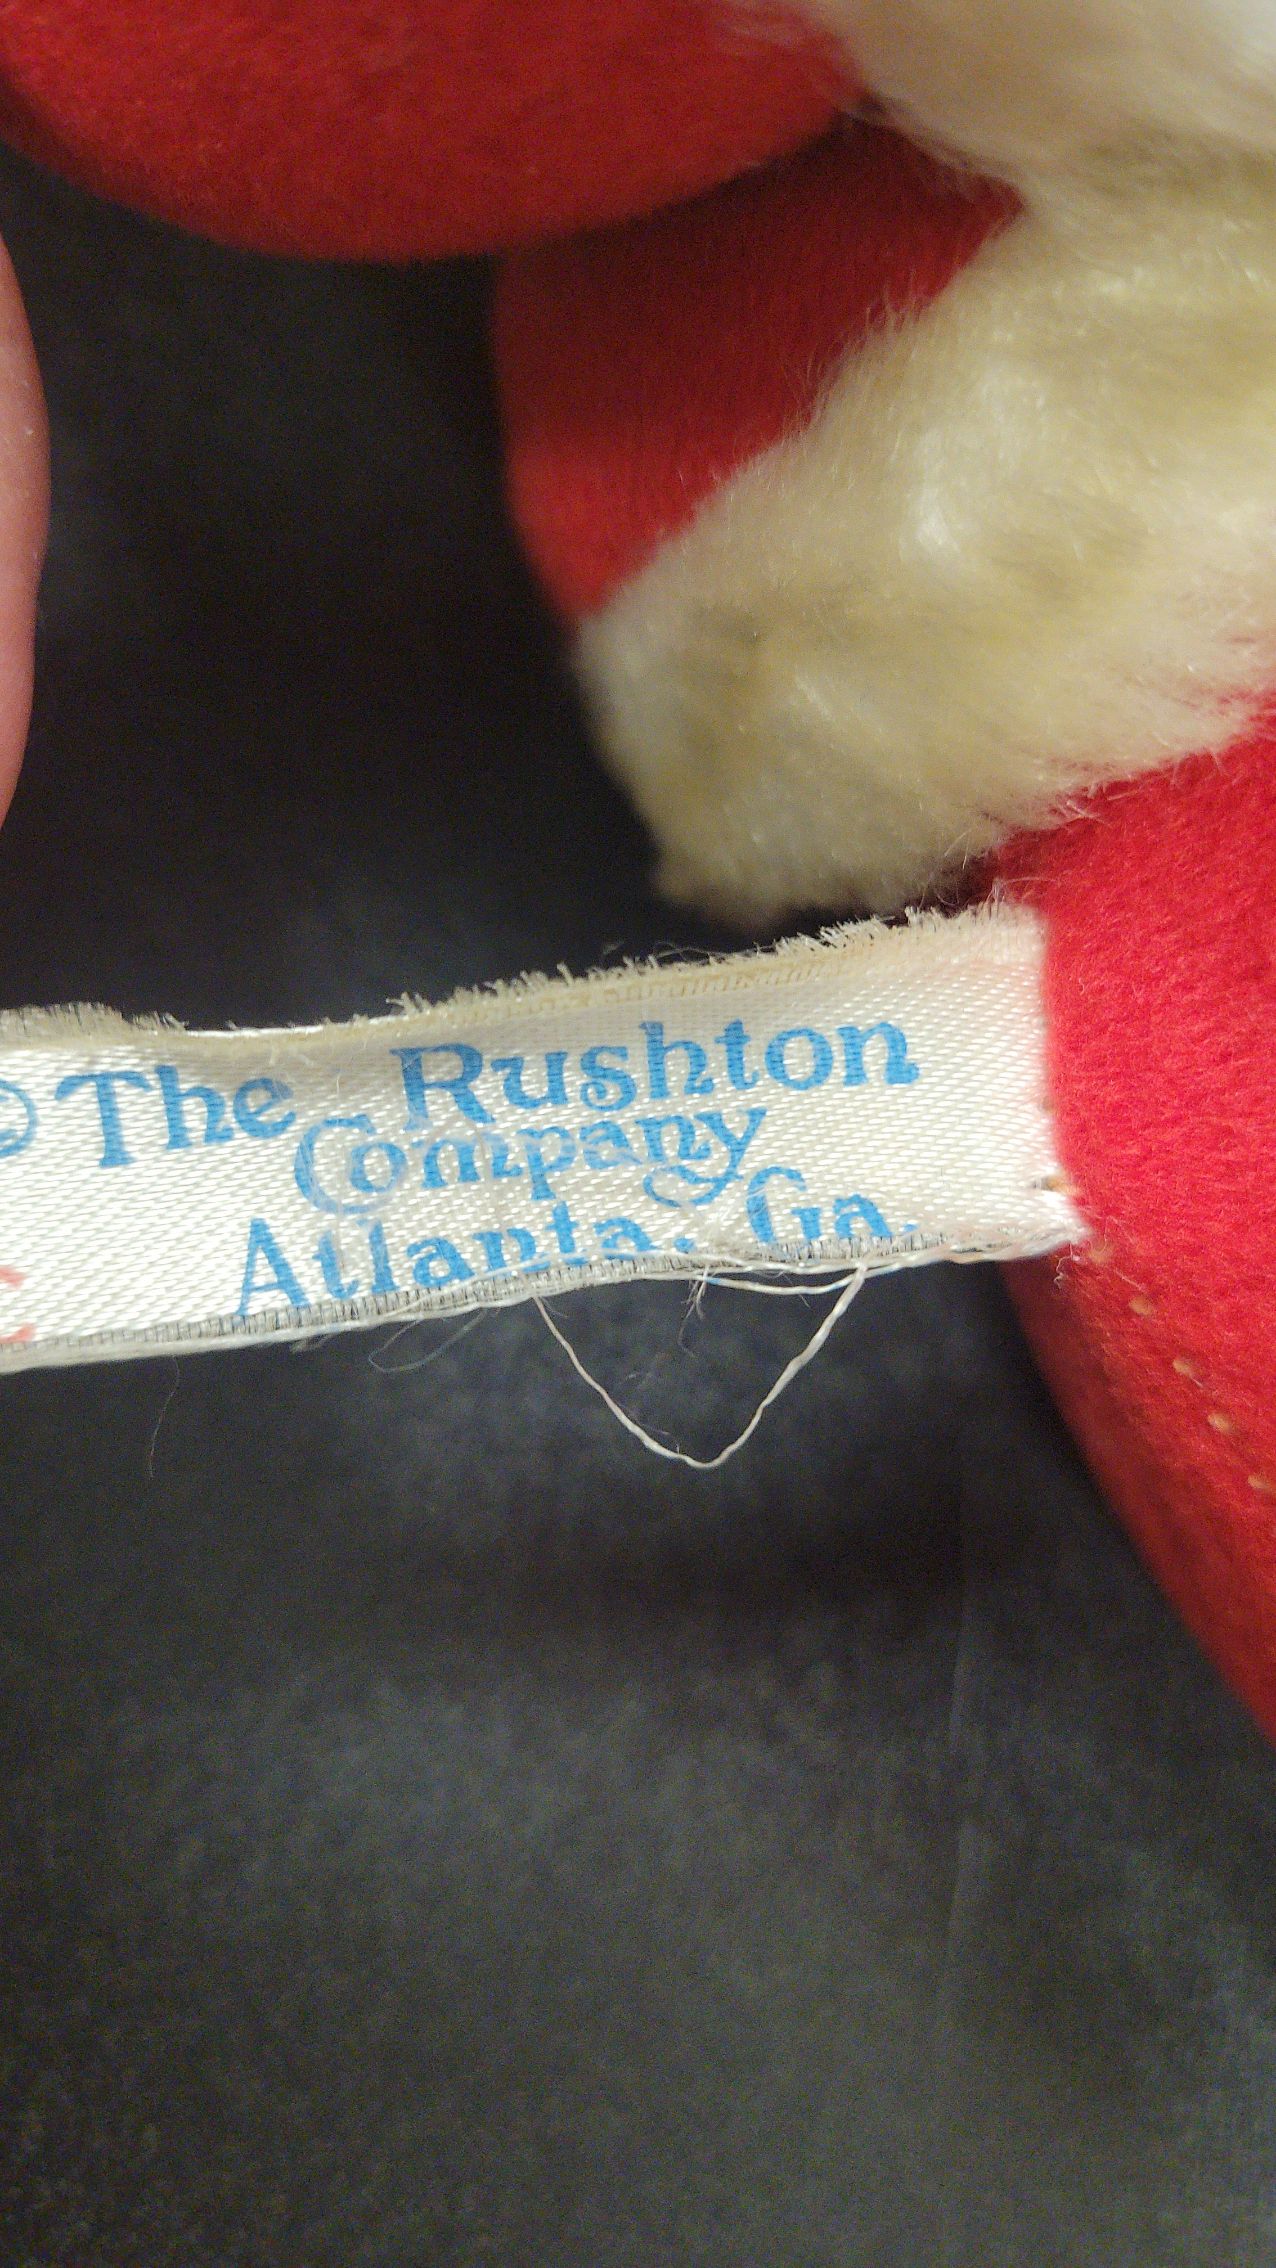 © The Rushton
Company
Atlanta, Ga.